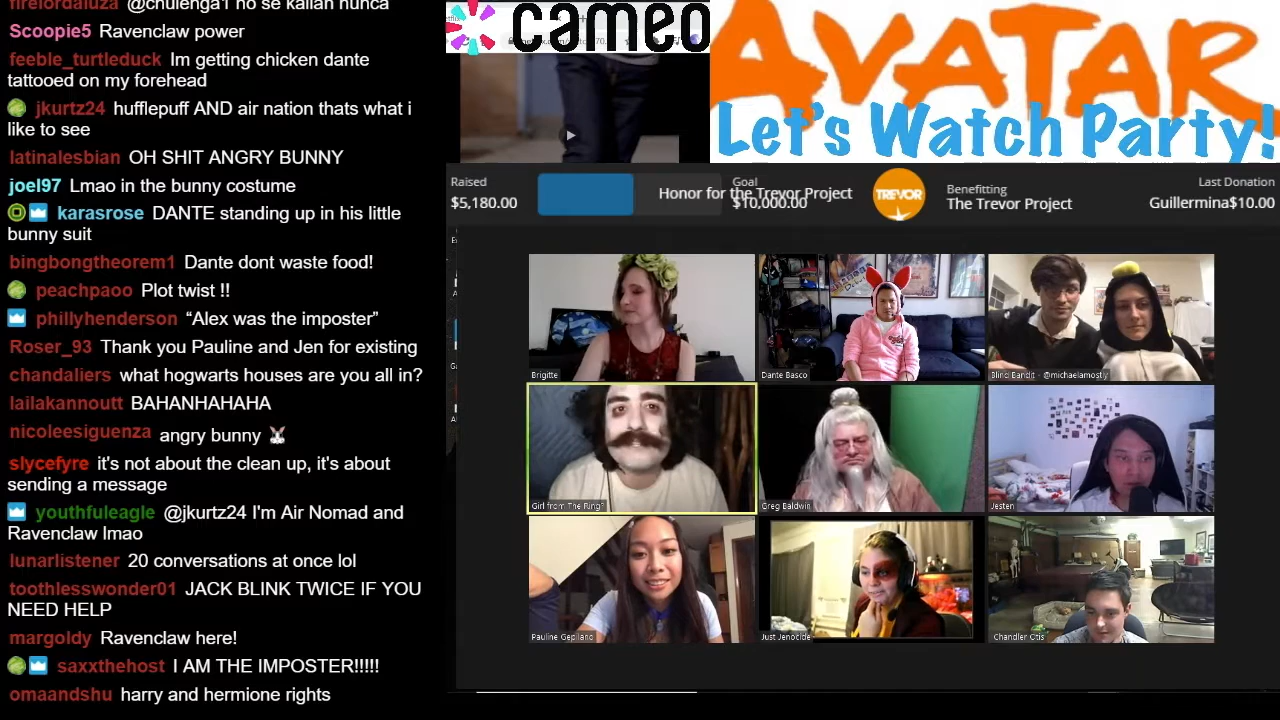 firelordaluza @chulenga1 no se kallan nunca
Scoopie5 Ravenclaw power
feeble_turtleduck Im getting chicken dante
tattooed on my forehead
jkurtz24 hufflepuff AND air nation thats what i
like to see
latinalesbian OH SHIT ANGRY BUNNY
joel97 Lmao in the bunny costume
karasrose DANTE standing up in his little
bunny suit
bingbongtheorem1 Dante dont waste food!
peachpaoo Plot twist !!
phillyhenderson “Alex was the imposter”
Roser_93 Thank you Pauline and Jen for existing
chandaliers what hogwarts houses are you all in?
lailakannoutt BAHANHAHAHA
nicoleesiguenza angry bunny
slycefyre it's not about the clean up, it's about
sending a message
youthfuleagle @jkurtz24 I'm Air Nomad and
Ravenclaw lmao
lunarlistener 20 conversations at once lol
toothlesswonder01 JACK BLINK TWICE IF YOU
NEED HELP
margoldy Ravenclaw here!
saxxthehost I AM THE IMPOSTER!!!!!
omaandshu harry and hermione rights
cameo
AVATAR
Let's Watch Party!
Raised
$5,180.00
Honor for the Trevor Project
Goal
$10,000.00
TREVOR
Benefitting
The Trevor Project
Last Donation
Guillermina$10.00
Brigitte
Dante Basco
Blind Bandit - @michaelamostly
Girl from The Ring?
Greg Baldwin
Jesten
Pauline Gepilano
Just Jenocide
Chandler Otis